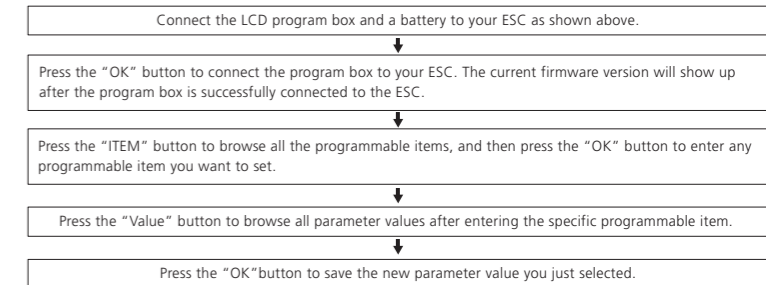 Connect the LCD program box and a battery to your ESC as shown above.
Press the “OK” button to connect the program box to your ESC. The current firmware version will show up
after the program box is successfully connected to the ESC.
Press the “ITEM” button to browse all the programmable items, and then press the “OK” button to enter any
programmable item you want to set.
Press the “Value” button to browse all parameter values after entering the specific programmable item.
Press the “OK”button to save the new parameter value you just selected.